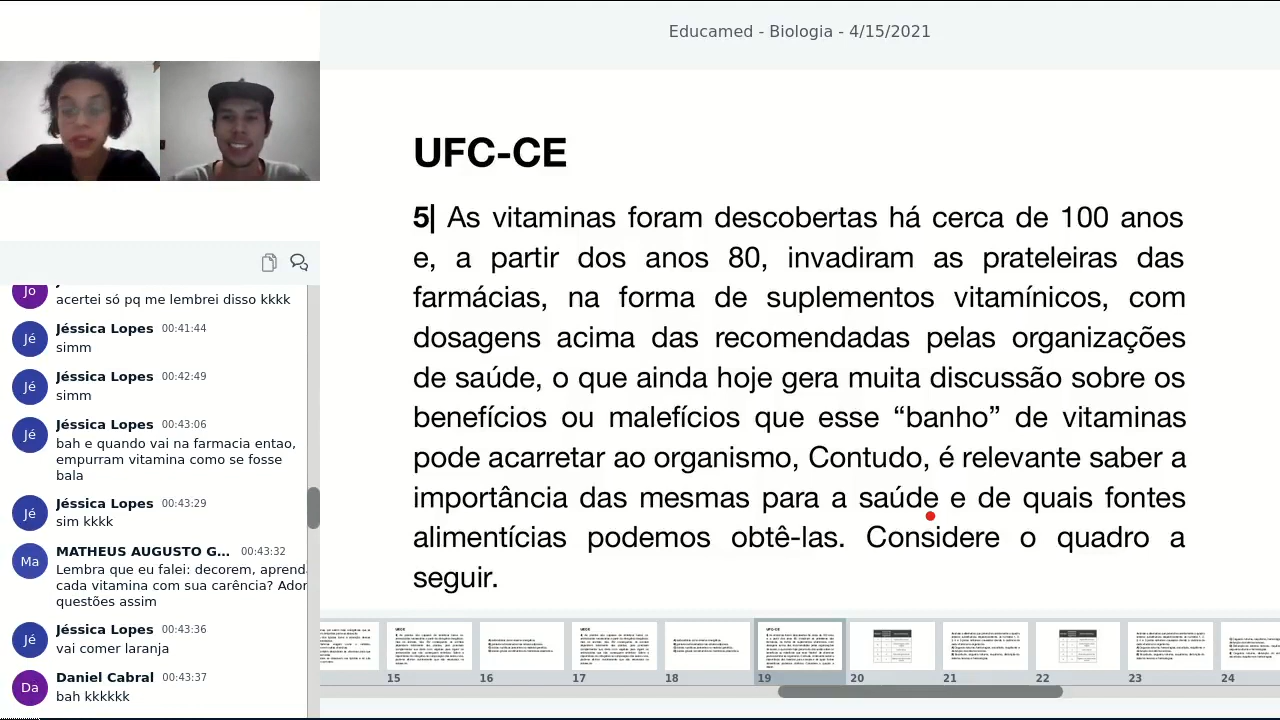 Educamed - Biologia - 4/15/2021
UFC-CE
5| As vitaminas foram descobertas há cerca de 100 anos
e, a partir dos anos 80, invadiram as prateleiras das
farmácias, na forma de suplementos vitamínicos, com
dosagens acima das recomendadas pelas organizações
de saúde, o que ainda hoje gera muita discussão sobre os
benefícios ou malefícios que esse “banho” de vitaminas
pode acarretar ao organismo, Contudo, é relevante saber a
importância das mesmas para a saúde e de quais fontes
alimentícias podemos obtê-las. Considere o quadro a
seguir.
Jo
acertei só pq me lembrei disso kkkk
Jé
Jéssica Lopes 00:41:44
simm
Jé
Jéssica Lopes 00:42:49
simm
Jé
Jéssica Lopes 00:43:06
bah e quando vai na farmacia entao,
empurram vitamina como se fosse
bala
Jé
Jéssica Lopes 00:43:29
sim kkkk
Ma
MATHEUS AUGUSTO G... 00:43:32
Lembra que eu falei: decorem, aprend
cada vitamina com sua carência? Ador
questões assim
Jé
Jéssica Lopes 00:43:36
vai comer laranja
Da
Daniel Cabral 00:43:37
bah kkkkkk
15 16 17 18 19 20 21 22 23 24